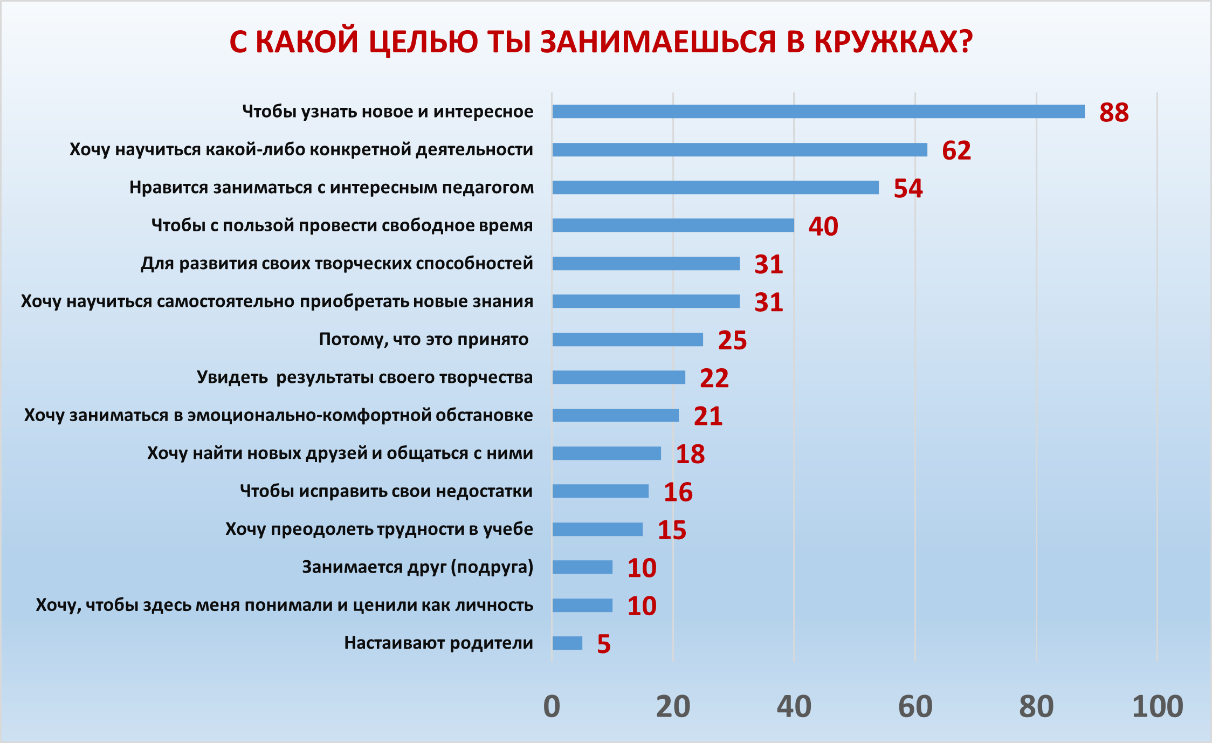 С КАКОЙ ЦЕЛЬЮ ТЫ ЗАНИМАЕШЬСЯ В КРУЖКАХ?
Чтобы узнать новое и интересное 88
Хочу научиться какой-либо конкретной деятельности 62
Нравится заниматься с интересным педагогом 54
Чтобы с пользой провести свободное время 40
Для развития своих творческих способностей 31
Хочу научиться самостоятельно приобретать новые знания 31
Потому, что это принято 25
Увидеть результаты своего творчества 22
Хочу заниматься в эмоционально-комфортной обстановке 21
Хочу найти новых друзей и общаться с ними 18
Чтобы исправить свои недостатки 16
Хочу преодолеть трудности в учебе 15
Занимается друг (подруга) 10
Хочу, чтобы здесь меня понимали и ценили как личность 10
Настаивают родители 5
0 20 40 60 80 100